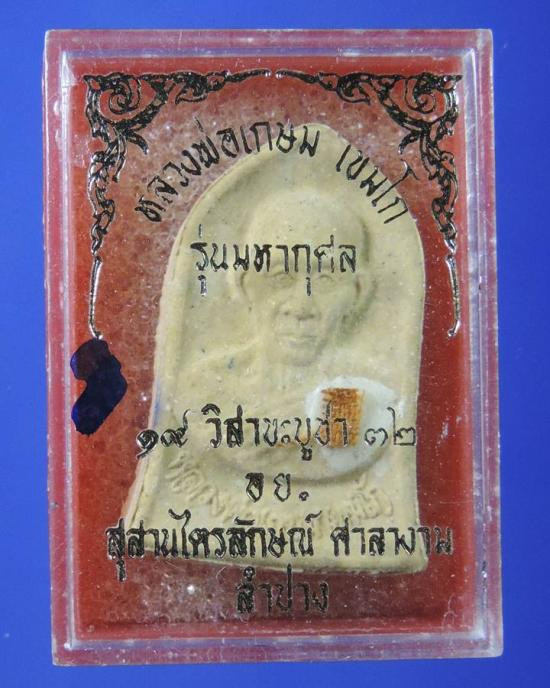 หลวงพ่อเกษม เขมโก
รุ่นมหากุศล
๑๙ วิสาขะบูชา ๓๒
อ ย.
สุสานไตรลักษณ์ ศาลางาม
ลำปาง